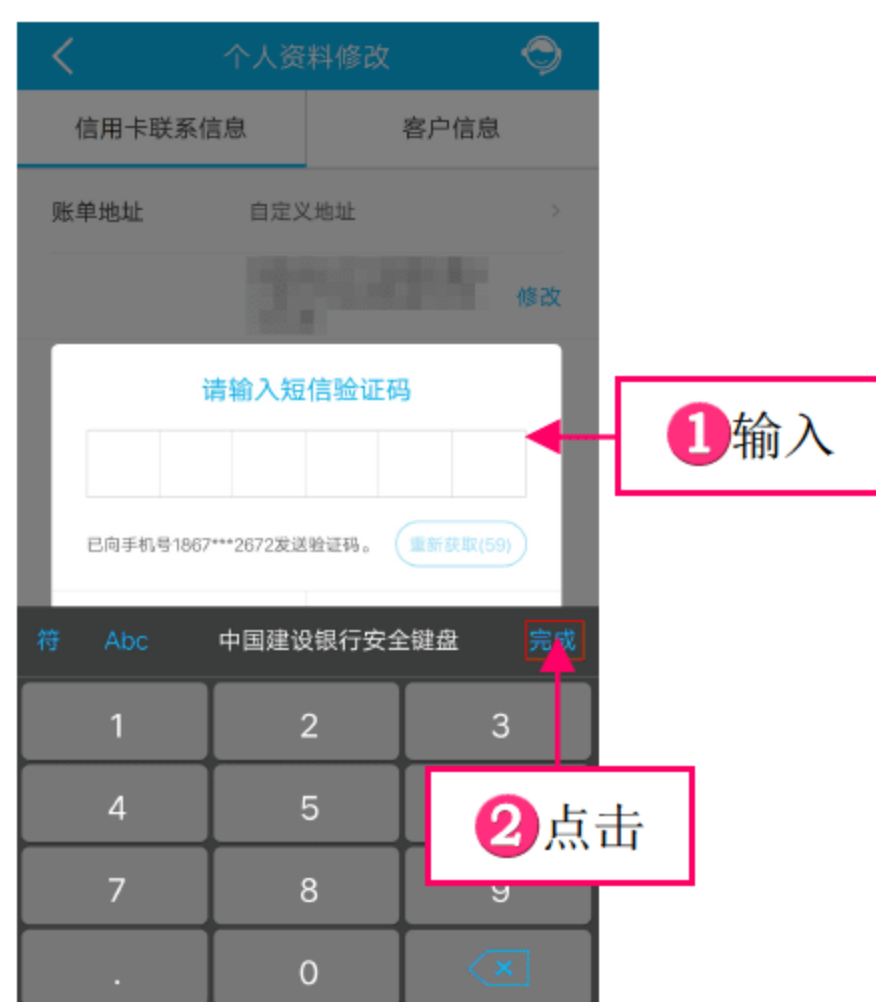 个人资料修改
信用卡联系信息 客户信息
账单地址 自定义地址
修改
请输入短信验证码
1输入
已向手机号1867***2672发送验证码。 重新获取(59)
符 Abc 中国建设银行安全键盘 完成
1 2 3
4 5
2点击
7 8 9
. 0